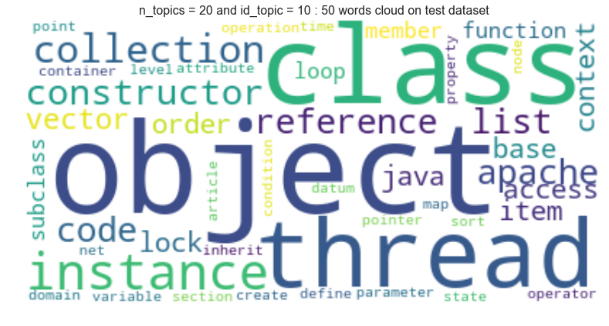 n_topics = 20 and id_topic = 10 : 50 words cloud on test dataset
point operation time member function
collection class context
container level attribute loop property node
constructor
vector order reference list
object base
subclass article condition datum java apache
access
code lock map item
net inherit pointer sort
instance thread
domain variable section create define parameter state operator